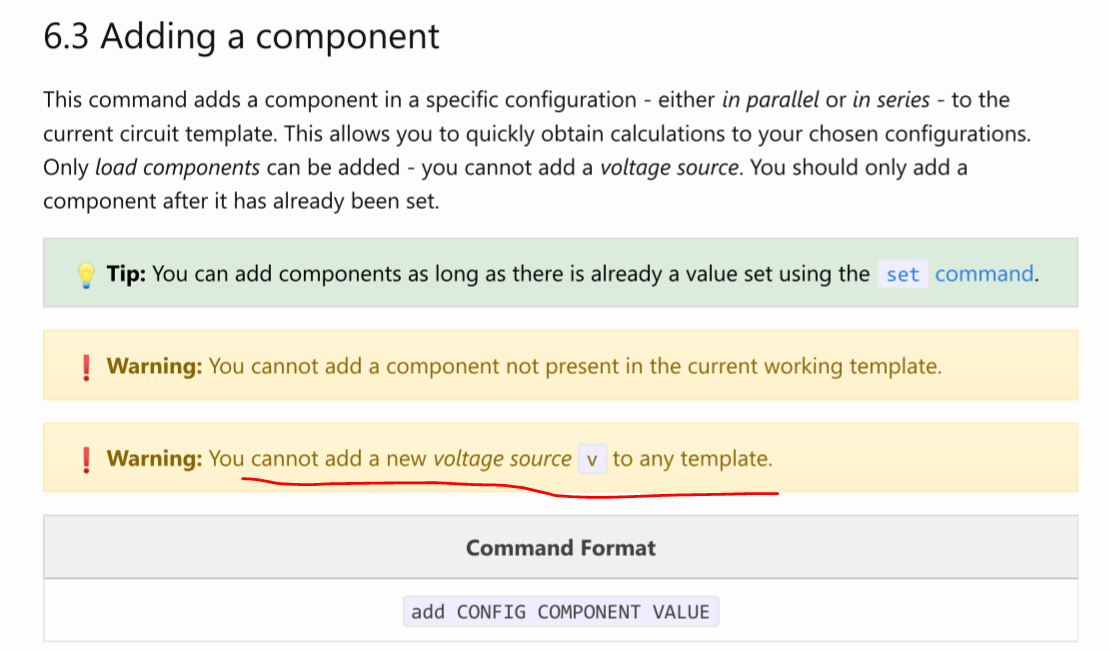 6.3 Adding a component
This command adds a component in a specific configuration - either in parallel or in series - to the
current circuit template. This allows you to quickly obtain calculations to your chosen configurations.
Only load components can be added - you cannot add a voltage source. You should only add a
component after it has already been set.
💡 Tip: You can add components as long as there is already a value set using the set command.
❗ Warning: You cannot add a component not present in the current working template.
❗ Warning: You cannot add a new voltage source v to any template.
Command Format
add CONFIG COMPONENT VALUE